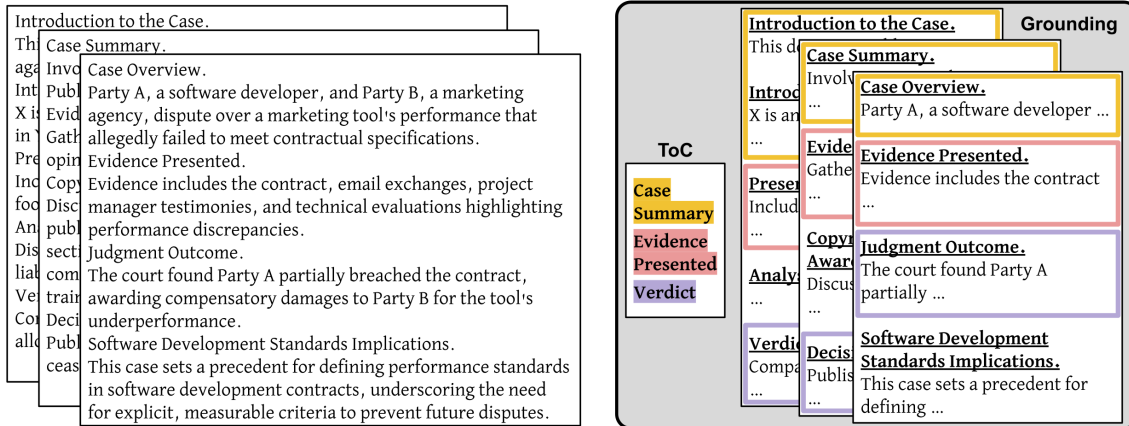 Introduction to the Case.
Case Summary.
Case Overview.
Party A, a software developer, and Party B, a marketing
agency, dispute over a marketing tool's performance that
allegedly failed to meet contractual specifications.
Evidence Presented.
Evidence includes the contract, email exchanges, project
manager testimonies, and technical evaluations highlighting
performance discrepancies.
Judgment Outcome.
The court found Party A partially breached the contract,
awarding compensatory damages to Party B for the tool's
underperformance.
Software Development Standards Implications.
This case sets a precedent for defining performance standards
in software development contracts, underscoring the need
for explicit, measurable criteria to prevent future disputes.
ToC
Case
Summary
Evidence
Presented
Verdict
Grounding
Introduction to the Case.
This
X is an
...
...
...
...
Case Summary.
...
...
...
Case Overview.
Party A, a software developer ...
Evidence Presented.
Evidence includes the contract
...
Judgment Outcome.
The court found Party A
partially ...
Software Development
Standards Implications.
This case sets a precedent for
defining ...